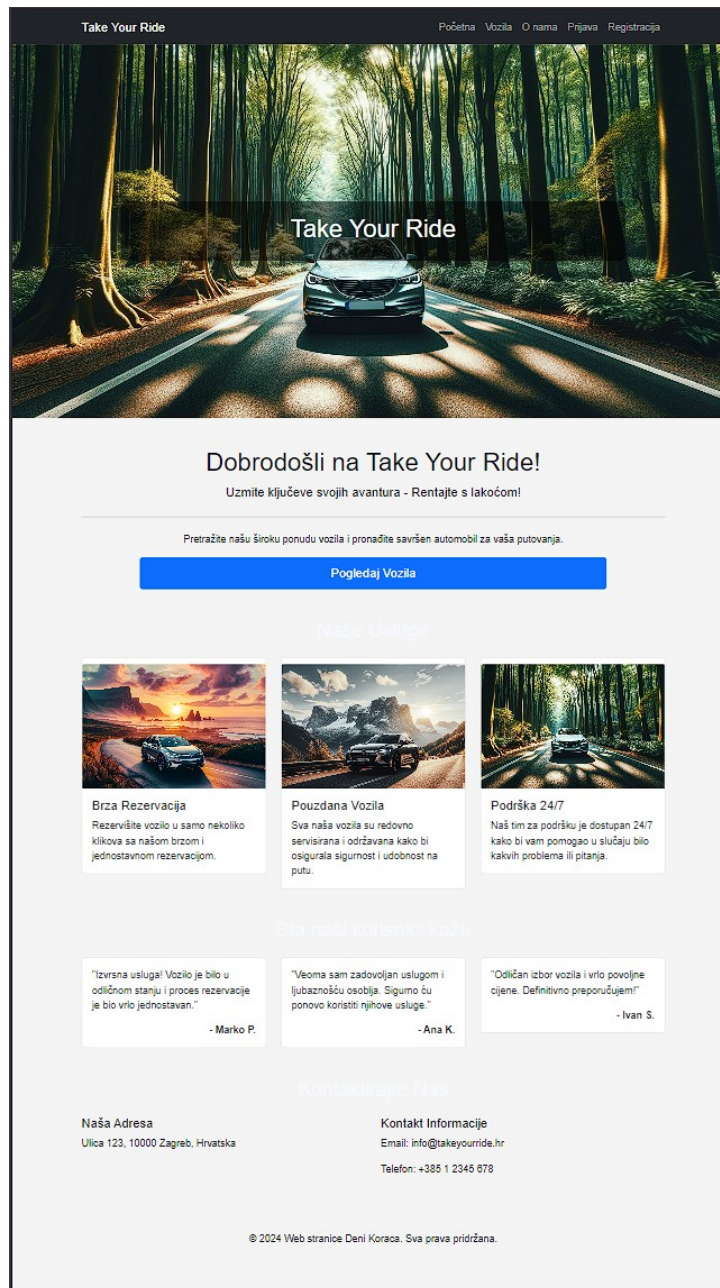 Take Your Ride
Početna Vozila O nama Prijava Registracija
Take Your Ride
Dobrodošli na Take Your Ride!
Uzmite ključeve svojih avantura - Rentajte s lakoćom!
Pretražite našu široku ponudu vozila i pronađite savršen automobil za vaša putovanja.
Pogledaj Vozila
Naše Usluge
Brza Rezervacija
Rezervišite vozilo u samo nekoliko
klikova sa našom brzom i
jednostavnom rezervacijom.
Pouzdana Vozila
Sva naša vozila su redovno
servisirana i održavana kako bi
osigurala sigurnost i udobnost na
putu.
Podrška 24/7
Naš tim za podršku je dostupan 24/7
kako bi vam pomogao u slučaju bilo
kakvih problema ili pitanja.
Šta naši korisnici kažu
"Izvrsna usluga! Vozilo je bilo u
odličnom stanju i proces rezervacije
je bio vrlo jednostavan."
- Marko P.
"Veoma sam zadovoljan uslugom i
ljubaznošću osoblja. Sigurno ću
ponovo koristiti njihove usluge."
- Ana K.
"Odličan izbor vozila i vrlo povoljne
cijene. Definitivno preporučujem!"
- Ivan S.
Kontaktirajte Nas
Naša Adresa
Ulica 123, 10000 Zagreb, Hrvatska
Kontakt Informacije
Email: info@takeyourride.hr
Telefon: +385 1 2345 678
© 2024 Web stranice Deni Koraca. Sva prava pridržana.